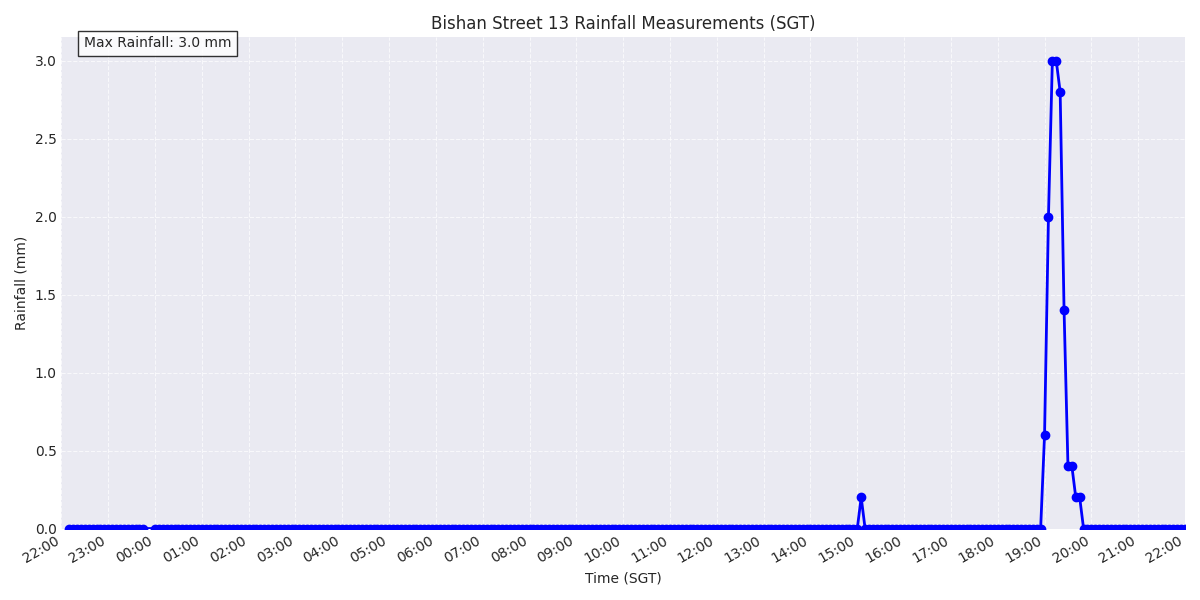 Bishan Street 13 Rainfall Measurements (SGT)
Max Rainfall: 3.0 mm
3.0
2.5
2.0
1.5
1.0
0.5
0.0
Rainfall (mm)
22:00 23:00 00:00 01:00 02:00 03:00 04:00 05:00 06:00 07:00 08:00 09:00 10:00 11:00 12:00 13:00 14:00 15:00 16:00 17:00 18:00 19:00 20:00 21:00 22:00
Time (SGT)